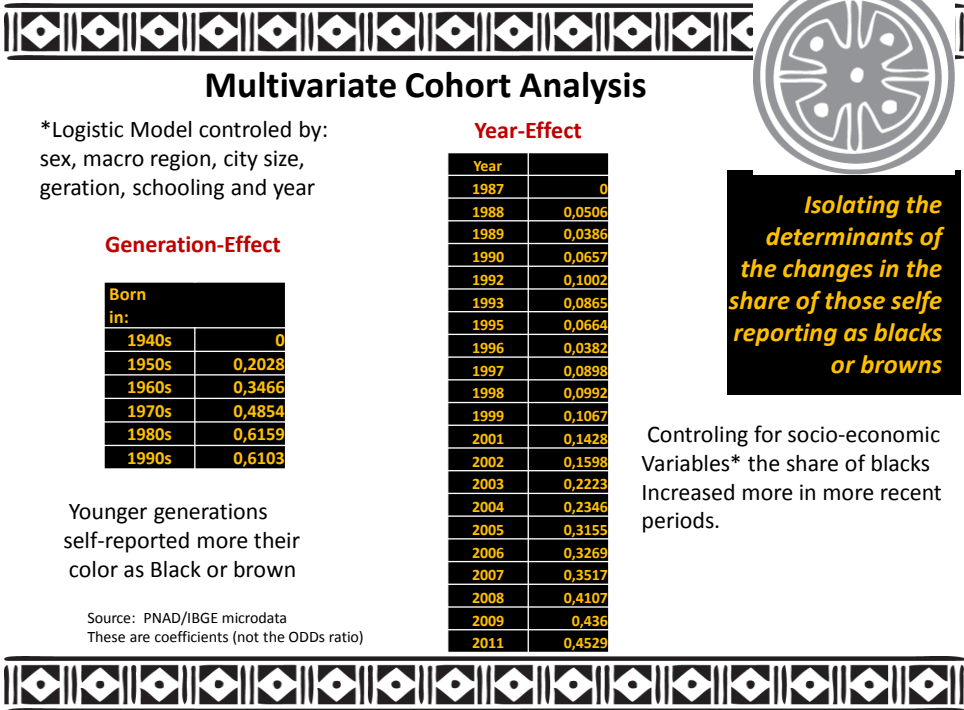 Multivariate Cohort Analysis
*Logistic Model controled by:
sex, macro region, city size,
geration, schooling and year
Generation-Effect
Born
in:
1940s 0
1950s 0,2028
1960s 0,3466
1970s 0,4854
1980s 0,6159
1990s 0,6103
Younger generations
self-reported more their
color as Black or brown
Source: PNAD/IBGE microdata
These are coefficients (not the ODDs ratio)
Year-Effect
Year
1987 0
1988 0,0506
1989 0,0386
1990 0,0657
1992 0,1002
1993 0,0865
1995 0,0664
1996 0,0382
1997 0,0898
1998 0,0992
1999 0,1067
2001 0,1428
2002 0,1598
2003 0,2223
2004 0,2346
2005 0,3155
2006 0,3269
2007 0,3517
2008 0,4107
2009 0,436
2011 0,4529
Isolating the
determinants of
the changes in the
share of those selfe
reporting as blacks
or browns
Controling for socio-economic
Variables* the share of blacks
Increased more in more recent
periods.